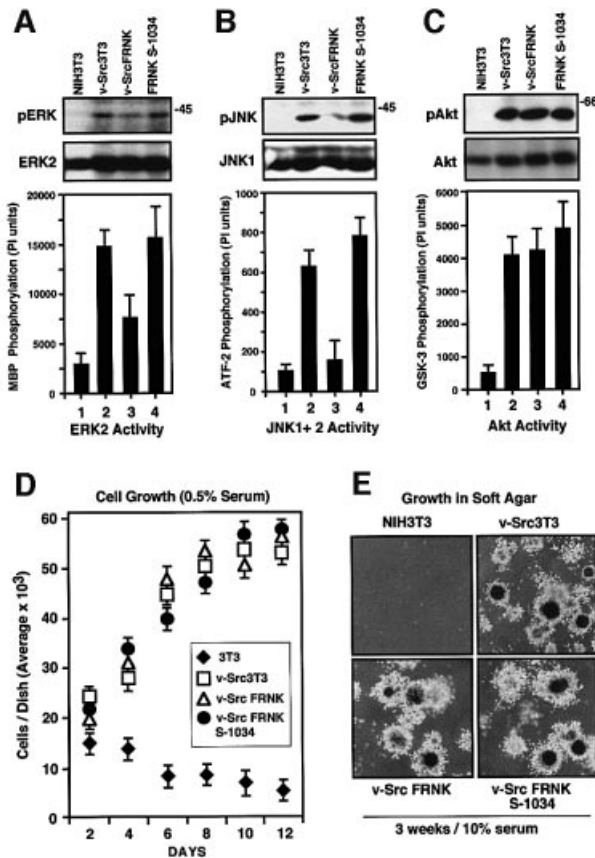 A
NIH3T3
v-Src3T3
v-SrcFRNK
FRNK S-1034
pERK
-45
ERK2
MBP Phosphorylation (PI units)
20000
15000
10000
5000
0
1 2 3 4
ERK2 Activity
B
NIH3T3
v-Src3T3
v-SrcFRNK
FRNK S-1034
pJNK
-45
JNK1
ATF-2 Phosphorylation (PI units)
1000
800
600
400
200
0
1 2 3 4
JNK1+ 2 Activity
C
NIH3T3
v-Src3T3
v-SrcFRNK
FRNK S-1034
pAkt
-66
Akt
GSK-3 Phosphorylation (PI units)
6000
5000
4000
3000
2000
1000
0
1 2 3 4
Akt Activity
D
Cell Growth (0.5% Serum)
Cells / Dish (Average x 10³)
60
50
40
30
20
10
0
3T3
v-Src3T3
v-Src FRNK
v-Src FRNK
S-1034
2 4 6 8 10 12
DAYS
E
Growth in Soft Agar
NIH3T3 v-Src3T3
v-Src FRNK v-Src FRNK
S-1034
3 weeks / 10% serum